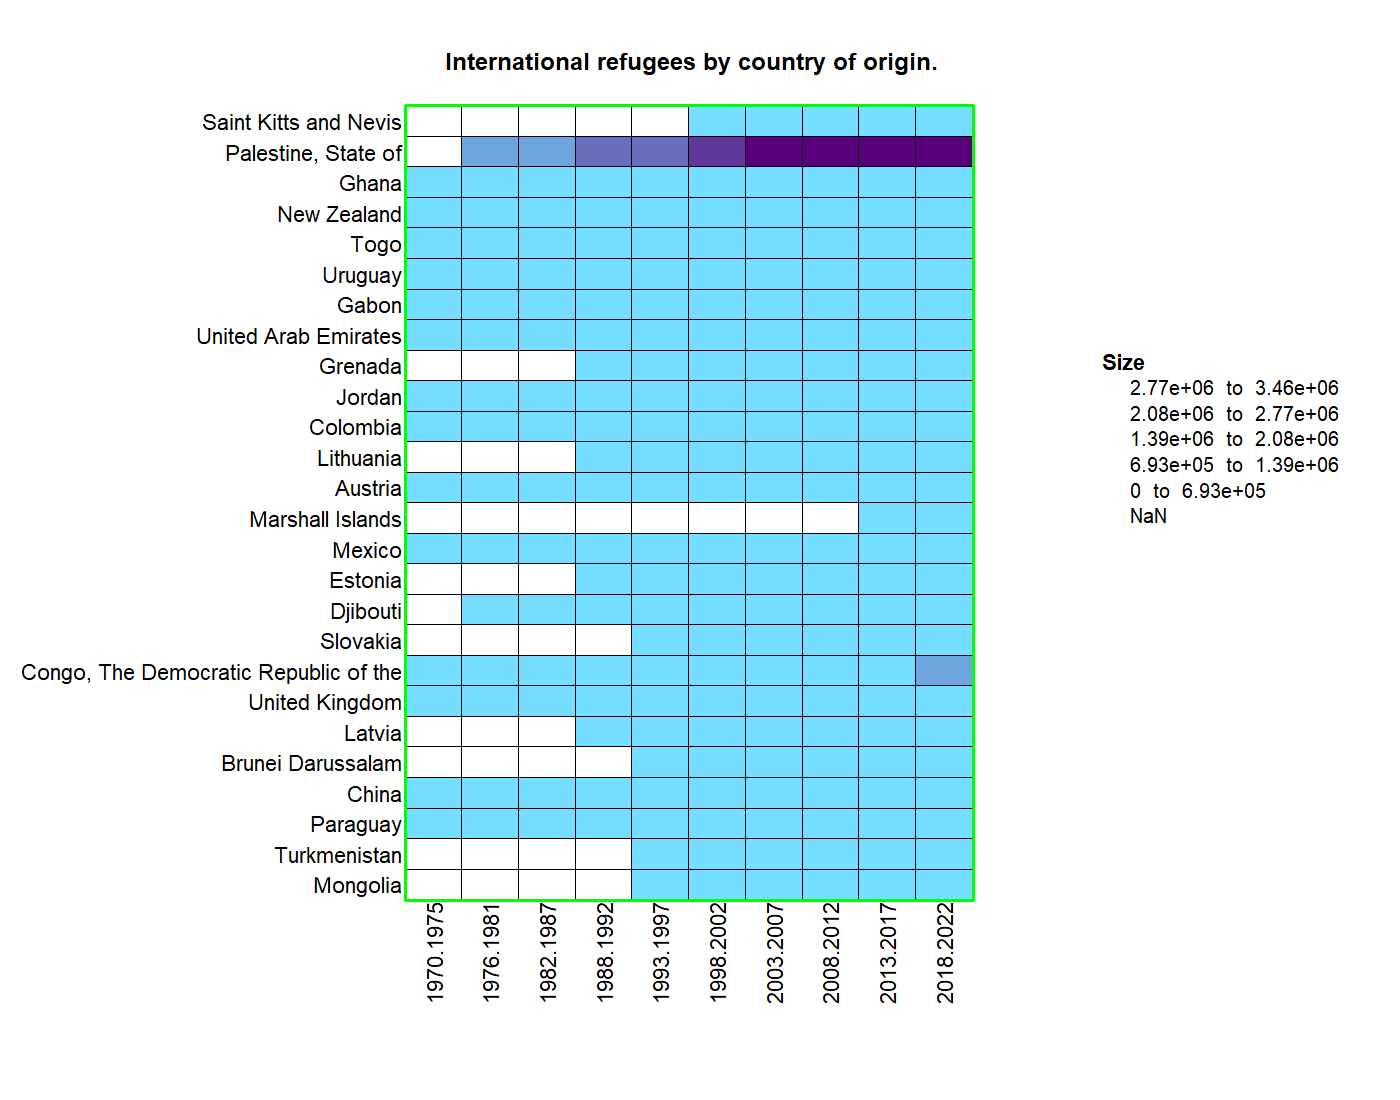 International refugees by country of origin.
Saint Kitts and Nevis
Palestine, State of
Ghana
New Zealand
Togo
Uruguay
Gabon
United Arab Emirates
Grenada
Jordan
Colombia
Lithuania
Austria
Marshall Islands
Mexico
Estonia
Djibouti
Slovakia
Congo, The Democratic Republic of the
United Kingdom
Latvia
Brunei Darussalam
China
Paraguay
Turkmenistan
Mongolia
1970.1975
1976.1981
1982.1987
1988.1992
1993.1997
1998.2002
2003.2007
2008.2012
2013.2017
2018.2022
Size
2.77e+06 to 3.46e+06
2.08e+06 to 2.77e+06
1.39e+06 to 2.08e+06
6.93e+05 to 1.39e+06
0 to 6.93e+05
NaN